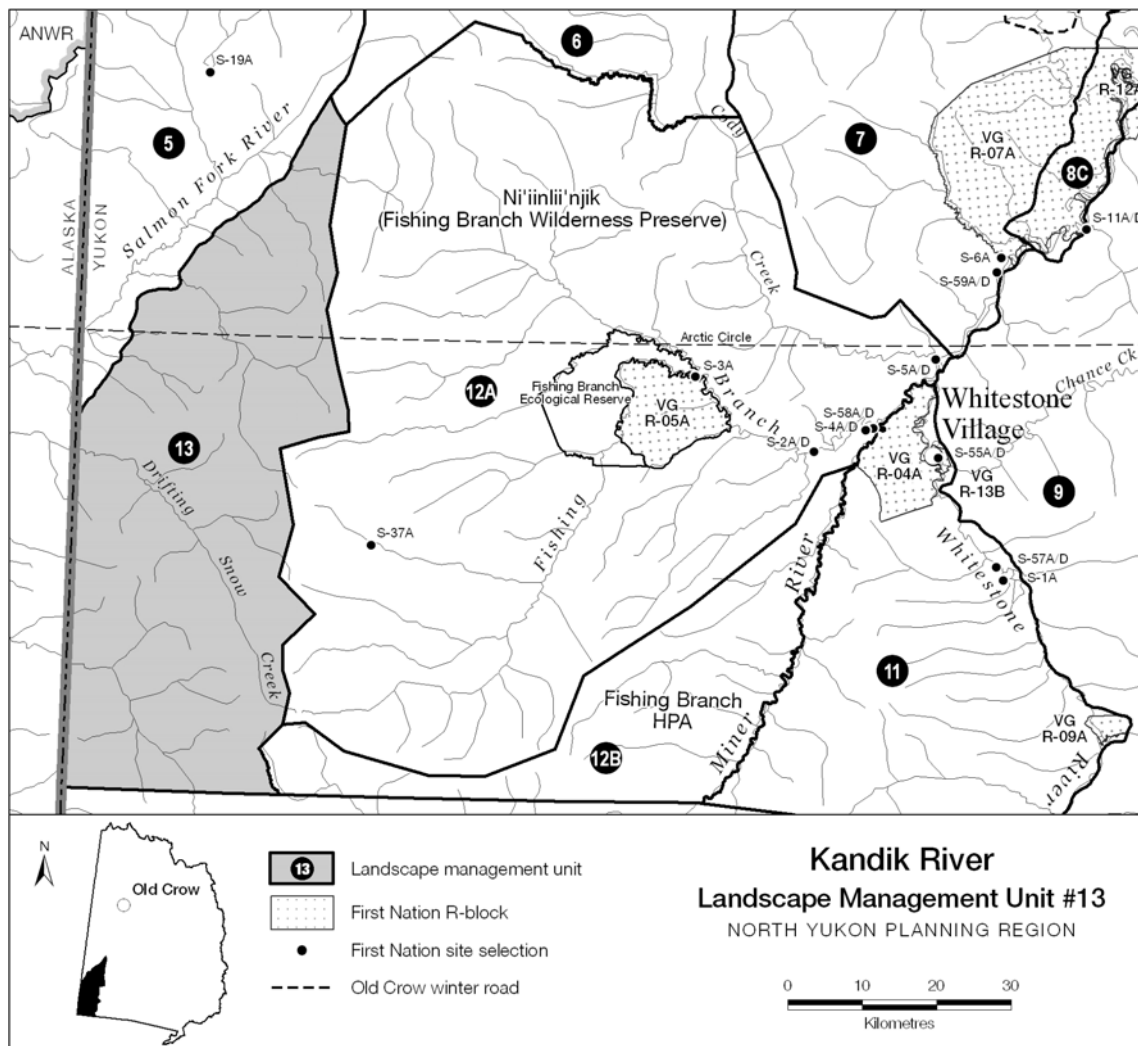 ANWR
S-19A
6
5
7
VG
R-12A
VG
R-07A
8C
Salmon Fork River
Cody
ALASKA
YUKON
Ni'iinlii'njik
(Fishing Branch Wilderness Preserve)
S-11A/D
S-6A
S-59A/D
Creek
Arctic Circle
S-3A
S-5A/D
Chance Ck
12A
Fishing Branch
Ecological Reserve
VG
R-05A
Branch
Whitestone
Village
S-58A/D
S-4A/D
S-2A/D
S-55A/D
VG
R-04A
VG
R-13B
9
13
Drifting
Snow
Creek
S-37A
Fishing
River
Whitestone
S-57A/D
S-1A
11
Fishing Branch
HPA
12B
Miner
VG
R-09A
River
N
Old Crow
13
Landscape management unit
First Nation R-block
First Nation site selection
Old Crow winter road
Kandik River
Landscape Management Unit #13
NORTH YUKON PLANNING REGION
0 10 20 30
Kilometres